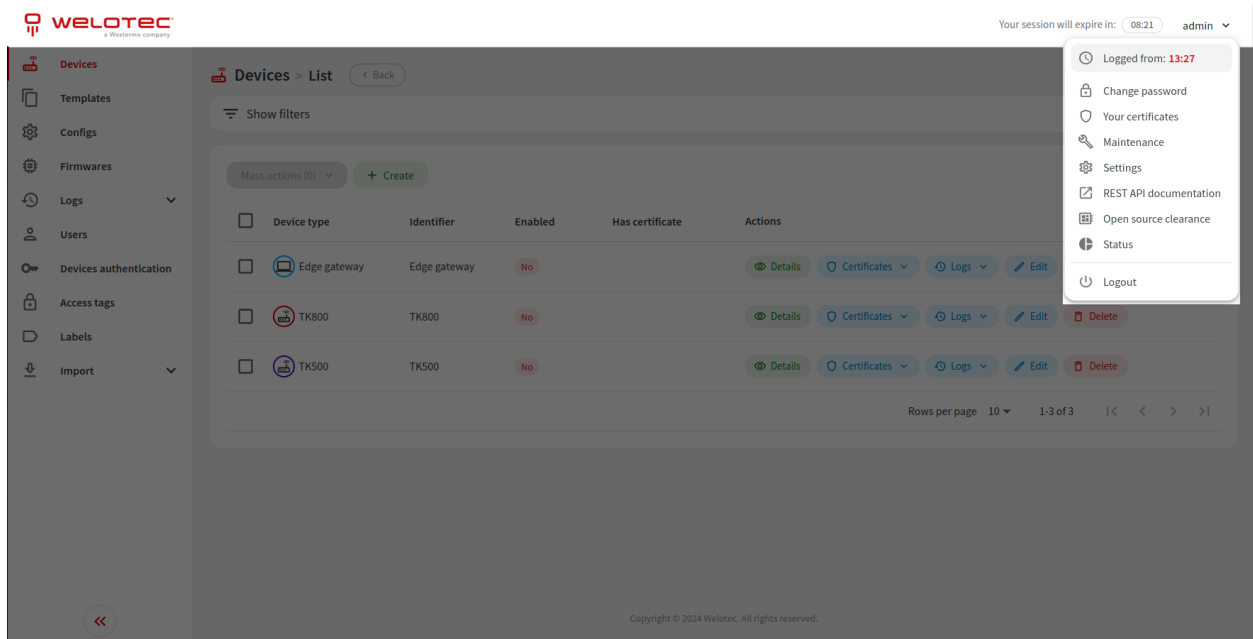 WELOTEC
a Westermo company
Your session will expire in: 08:21 admin
Logged from: 13:27
Change password
Your certificates
Maintenance
Settings
REST API documentation
Open source clearance
Status
Logout
Devices
Templates
Configs
Firmwares
Logs
Users
Devices authentication
Access tags
Labels
Import
Devices > List < Back
Show filters
Mass actions (0) + Create
Device type Identifier Enabled Has certificate Actions
Edge gateway Edge gateway No Details Certificates Logs Edit
TK800 TK800 No Details Certificates Logs Edit Delete
TK500 TK500 No Details Certificates Logs Edit Delete
Rows per page 10 1-3 of 3
Copyright © 2024 Welotec. All rights reserved.